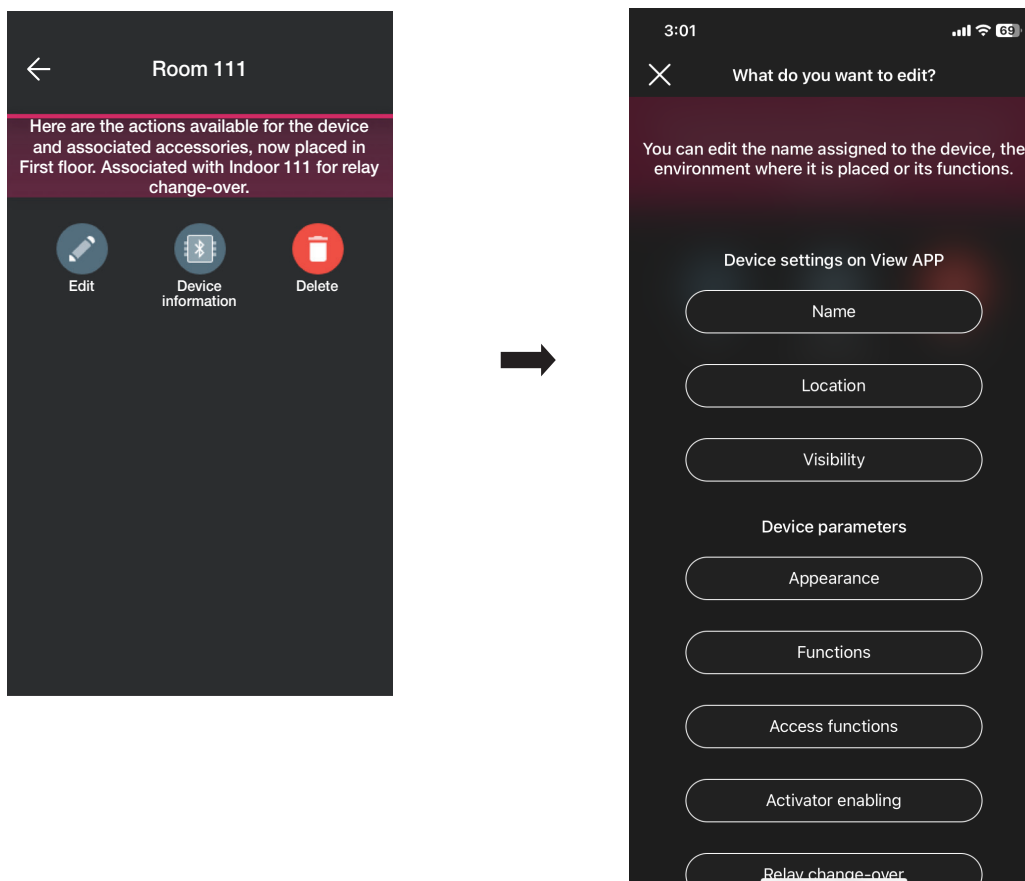 Room 111
Here are the actions available for the device
and associated accessories, now placed in
First floor. Associated with Indoor 111 for relay
change-over.
Edit
Device
information
Delete
3:01
69
What do you want to edit?
You can edit the name assigned to the device, the
environment where it is placed or its functions.
Device settings on View APP
Name
Location
Visibility
Device parameters
Appearance
Functions
Access functions
Activator enabling
Relay change-over